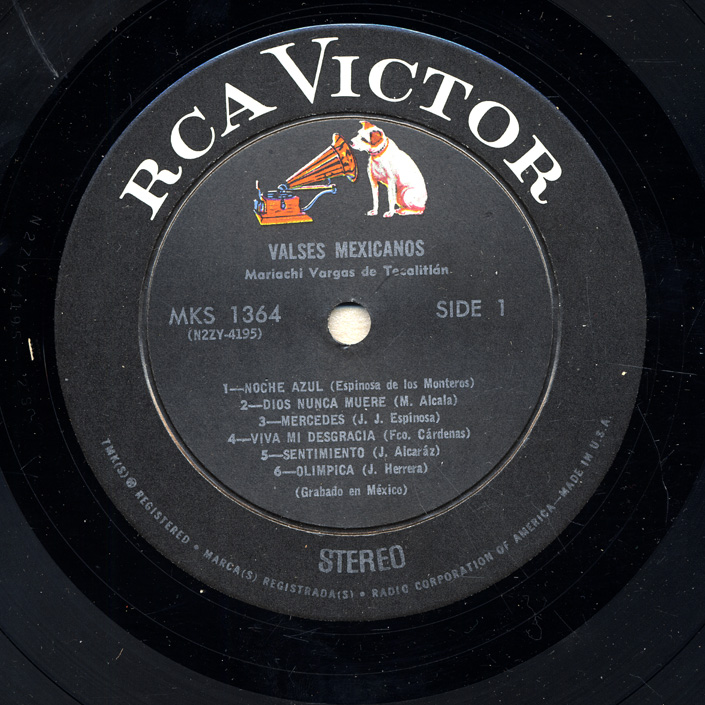 RCA VICTOR
VALSES MEXICANOS
Mariachi Vargas de Tecalitlán
MKS 1364
(N2ZY-4195)
SIDE 1
1—NOCHE AZUL (Espinosa de los Monteros)
2—DIOS NUNCA MUERE (M. Alcala)
3—MERCEDES (J. J. Espinosa)
4—VIVA MI DESGRACIA (Fco. Cárdenas)
5—SENTIMIENTO (J. Alcaráz)
6—OLIMPICA (J. Herrera)
(Grabado en México)
STEREO
TMK(S) ® REGISTERED • MARCA(S) REGISTRADA(S) • RADIO CORPORATION OF AMERICA—MADE IN U.S.A.